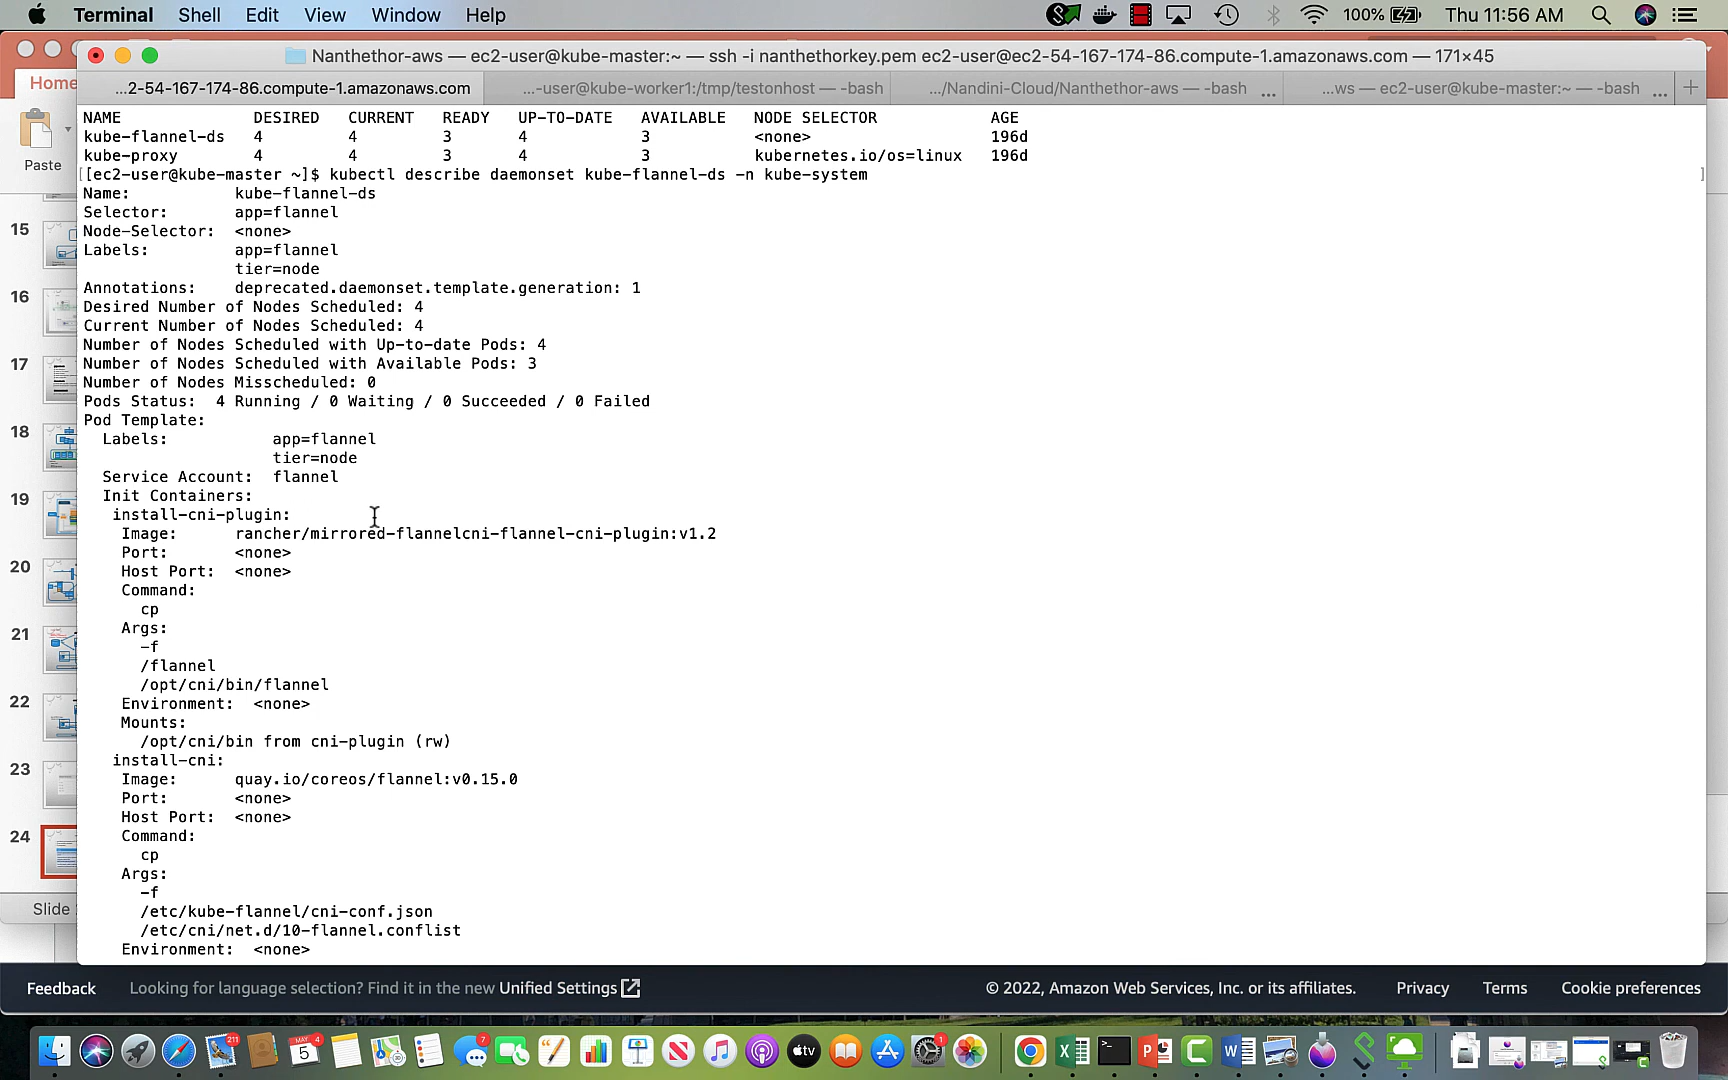 Terminal Shell Edit View Window Help 100% Thu 11:56 AM
Nanthethor-aws — ec2-user@kube-master:~ — ssh -i nanthethorkey.pem ec2-user@ec2-54-167-174-86.compute-1.amazonaws.com — 171×45
...2-54-167-174-86.compute-1.amazonaws.com ...-user@kube-worker1:/tmp/testonhost — -bash .../Nandini-Cloud/Nanthethor-aws — -bash ... ...ws — ec2-user@kube-master:~ — -bash ... +
Home
Paste
15
16
17
18
19
20
21
22
23
24
Slide
NAME DESIRED CURRENT READY UP-TO-DATE AVAILABLE NODE SELECTOR AGE
kube-flannel-ds 4 4 3 4 3 <none> 196d
kube-proxy 4 4 3 4 3 kubernetes.io/os=linux 196d
[[ec2-user@kube-master ~]$ kubectl describe daemonset kube-flannel-ds -n kube-system ]
Name: kube-flannel-ds
Selector: app=flannel
Node-Selector: <none>
Labels: app=flannel
tier=node
Annotations: deprecated.daemonset.template.generation: 1
Desired Number of Nodes Scheduled: 4
Current Number of Nodes Scheduled: 4
Number of Nodes Scheduled with Up-to-date Pods: 4
Number of Nodes Scheduled with Available Pods: 3
Number of Nodes Misscheduled: 0
Pods Status: 4 Running / 0 Waiting / 0 Succeeded / 0 Failed
Pod Template:
Labels: app=flannel
tier=node
Service Account: flannel
Init Containers:
install-cni-plugin:
Image: rancher/mirrored-flannelcni-flannel-cni-plugin:v1.2
Port: <none>
Host Port: <none>
Command:
cp
Args:
-f
/flannel
/opt/cni/bin/flannel
Environment: <none>
Mounts:
/opt/cni/bin from cni-plugin (rw)
install-cni:
Image: quay.io/coreos/flannel:v0.15.0
Port: <none>
Host Port: <none>
Command:
cp
Args:
-f
/etc/kube-flannel/cni-conf.json
/etc/cni/net.d/10-flannel.conflist
Environment: <none>
Feedback Looking for language selection? Find it in the new Unified Settings © 2022, Amazon Web Services, Inc. or its affiliates. Privacy Terms Cookie preferences
211 MAY 5 4 7 tv 1